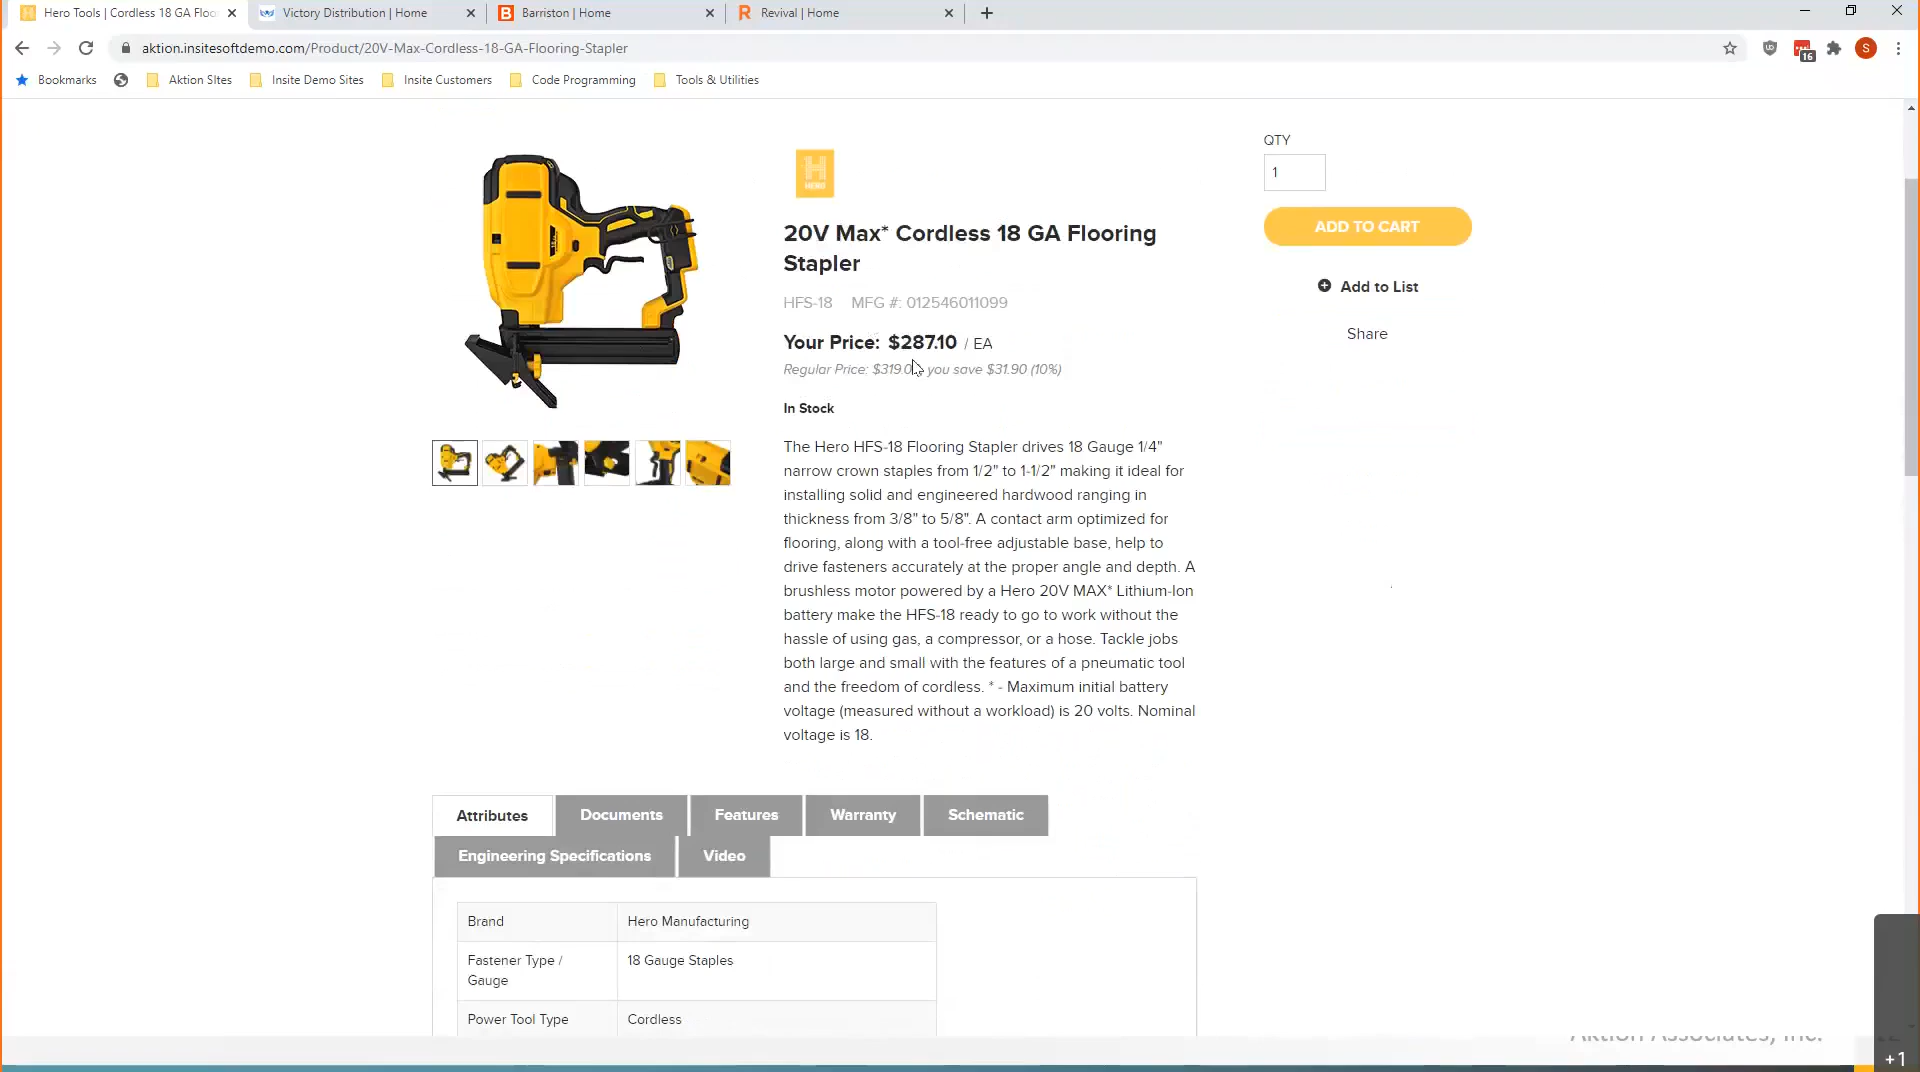 Hero Tools | Cordless 18 GA Floo
Victory Distribution | Home
Barriston | Home
Revival | Home
aktion.insitesoftdemo.com/Product/20V-Max-Cordless-18-GA-Flooring-Stapler
16
S
Bookmarks
Aktion SItes
Insite Demo Sites
Insite Customers
Code Programming
Tools & Utilities
HERO
QTY
1
ADD TO CART
Add to List
Share
20V Max* Cordless 18 GA Flooring
Stapler
HFS-18 MFG #: 012546011099
Your Price: $287.10 / EA
Regular Price: you save $31.90 (10%)
In Stock
The Hero HFS-18 Flooring Stapler drives 18 Gauge 1/4"
narrow crown staples from 1/2" to 1-1/2" making it ideal for
installing solid and engineered hardwood ranging in
thickness from 3/8" to 5/8". A contact arm optimized for
flooring, along with a tool-free adjustable base, help to
drive fasteners accurately at the proper angle and depth. A
brushless motor powered by a Hero 20V MAX* Lithium-Ion
battery make the HFS-18 ready to go to work without the
hassle of using gas, a compressor, or a hose. Tackle jobs
both large and small with the features of a pneumatic tool
and the freedom of cordless. * - Maximum initial battery
voltage (measured without a workload) is 20 volts. Nominal
voltage is 18.
Attributes
Documents
Features
Warranty
Schematic
Engineering Specifications
Video
Brand Hero Manufacturing
Fastener Type / 18 Gauge Staples
Gauge
Power Tool Type Cordless
Aktion Associates, Inc.
+1